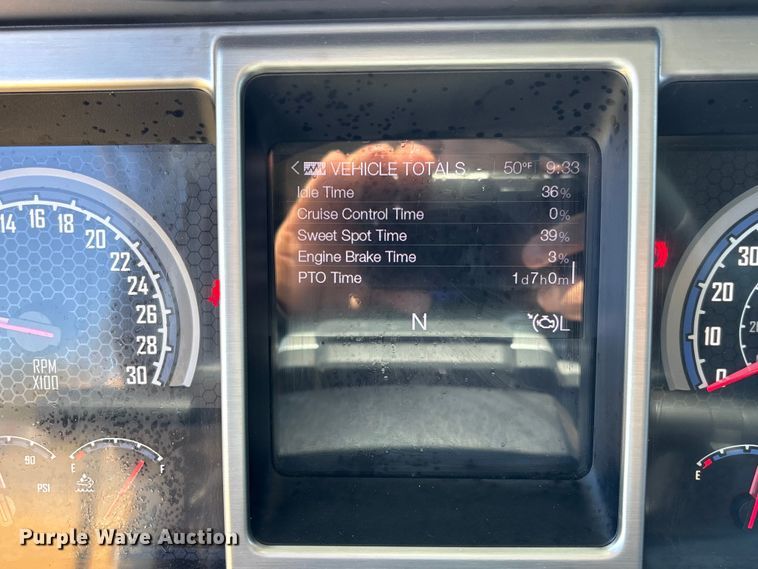 < VEHICLE TOTALS 50°F 9:33
Idle Time 36%
Cruise Control Time 0%
Sweet Spot Time 39%
Engine Brake Time 3%
PTO Time 1d7h0m
N L
14 16 18 20 22 24 26 28 30
RPM
X100
90
PSI
E F
30
20
10
0
20
E
Purple Wave Auction